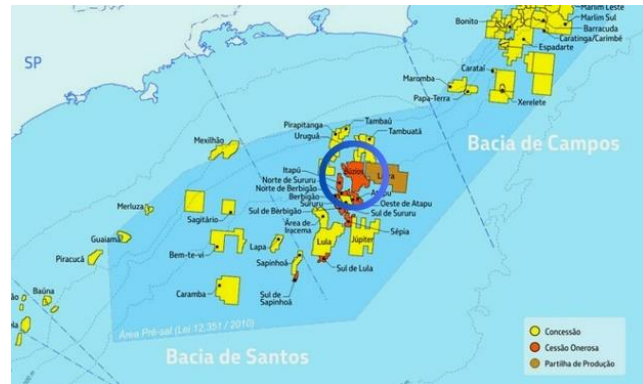 Marlim Leste
Bonito
Marlim Sul
Barracuda
Caratinga/Carimbé
Espadarte
SP
Carataí
Maromba
Papa-Terra
Xerelete
Bacia de Campos
Tambaú
Pirapitanga
Uruguá
Tambuatá
Mexilhão
Búzios
Itapú
Norte de Sururu
Norte de Berbigão
Berbigão
Sururu
Sul de Berbigão
Oeste de Atapu
Sul de Sururu
Merluza
Sagitário
Área de
Iracema
Sépia
Guaiamá
Lapa
Lula
Júpiter
Piracucá
Bem-te-vi
Sapinhoá
Sul de Lula
Baúna
Caramba
Sul de
Sapinhoá
Área Pré-sal (Lei 12.351 / 2010)
Bacia de Santos
Concessão
Cessão Onerosa
Partilha de Produção